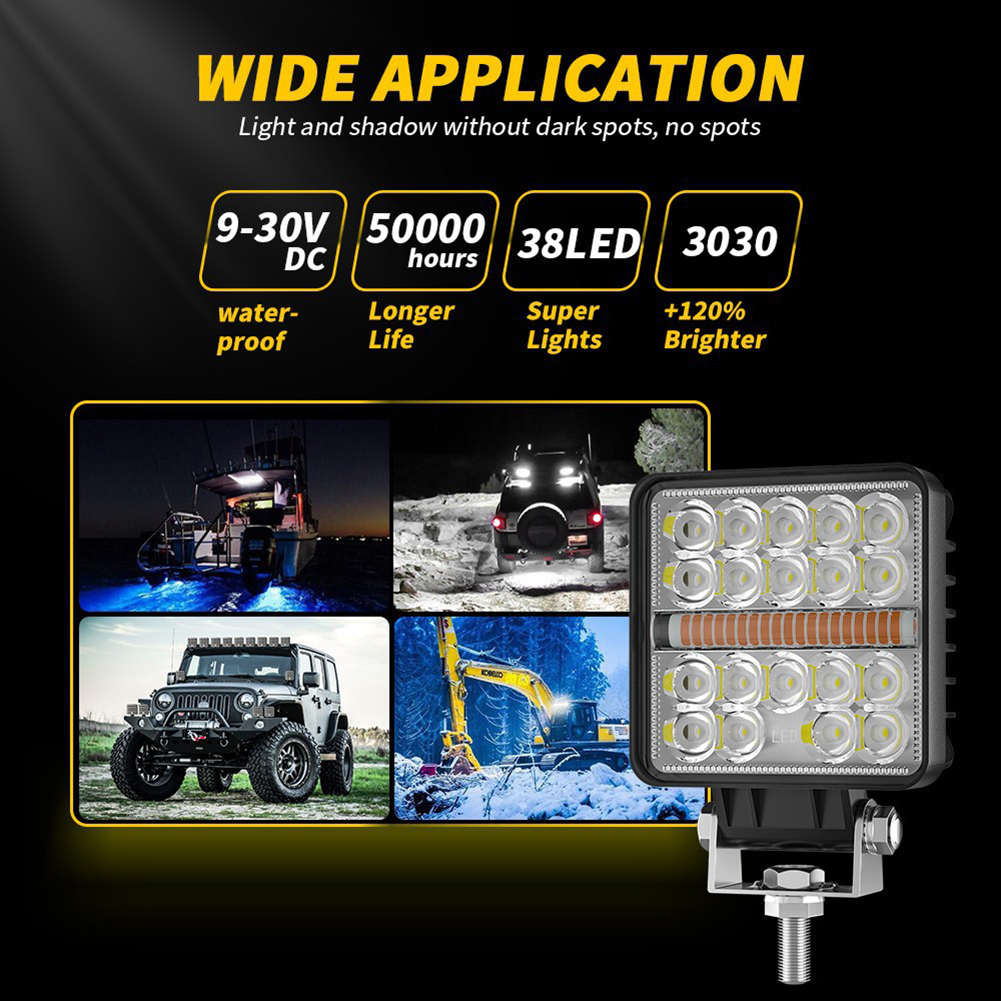 WIDE APPLICATION
Light and shadow without dark spots, no spots
9-30V
DC
50000
hours
38LED
3030
water-
proof
Longer
Life
Super
Lights
+120%
Brighter
KOBELCO
LED